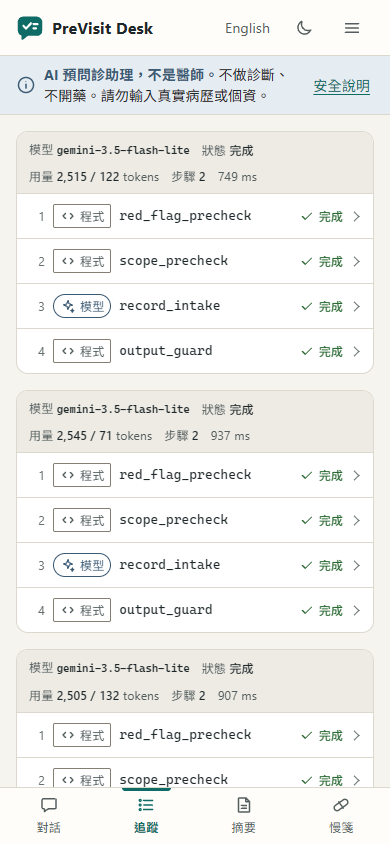 PreVisit Desk English
AI 預問診助理，不是醫師。不做診斷、
不開藥。請勿輸入真實病歷或個資。
安全說明
模型 gemini-3.5-flash-lite 狀態 完成
用量 2,515 / 122 tokens 步驟 2 749 ms
1 程式 red_flag_precheck 完成
2 程式 scope_precheck 完成
3 模型 record_intake 完成
4 程式 output_guard 完成
模型 gemini-3.5-flash-lite 狀態 完成
用量 2,545 / 71 tokens 步驟 2 937 ms
1 程式 red_flag_precheck 完成
2 程式 scope_precheck 完成
3 模型 record_intake 完成
4 程式 output_guard 完成
模型 gemini-3.5-flash-lite 狀態 完成
用量 2,505 / 132 tokens 步驟 2 907 ms
1 程式 red_flag_precheck 完成
2 程式 scope_precheck 完成
對話 追蹤 摘要 慢箋